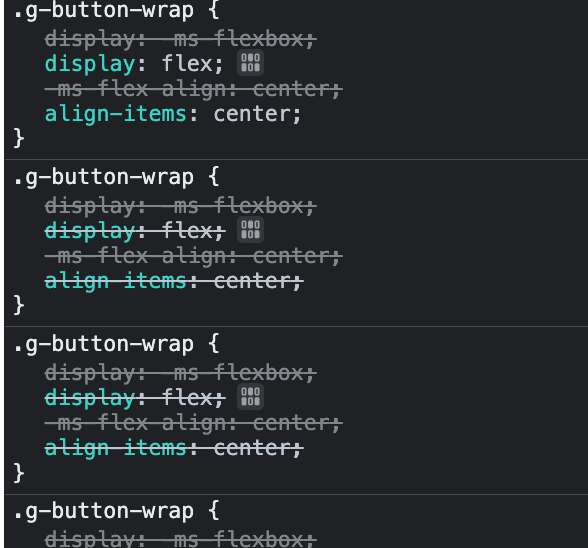 .g-button-wrap {
display: -ms-flexbox;
display: flex;
-ms-flex-align: center;
align-items: center;
}
.g-button-wrap {
display: -ms-flexbox;
display: flex;
-ms-flex-align: center;
align-items: center;
}
.g-button-wrap {
display: -ms-flexbox;
display: flex;
-ms-flex-align: center;
align-items: center;
}
.g-button-wrap {
display: -ms-flexbox;